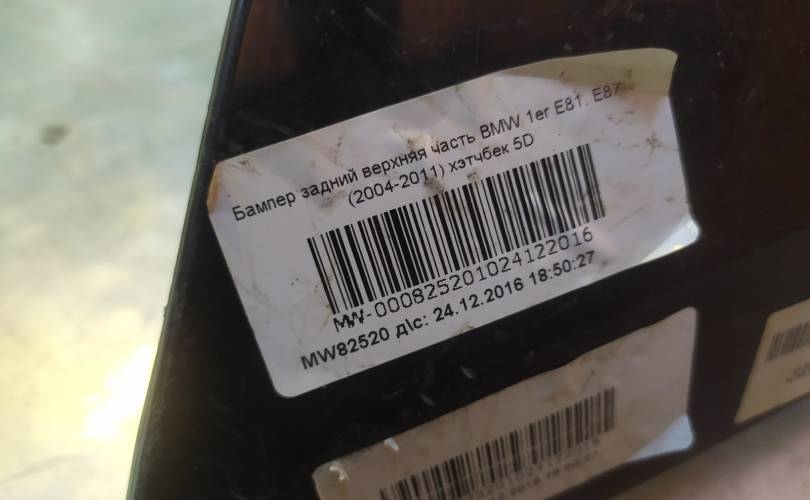 Бампер задний верхняя часть BMW 1er E81, E87...
(2004-2011) хэтчбек 5D
MW-000825201024122016
MW82520 д\с: 24.12.2016 18:50:27